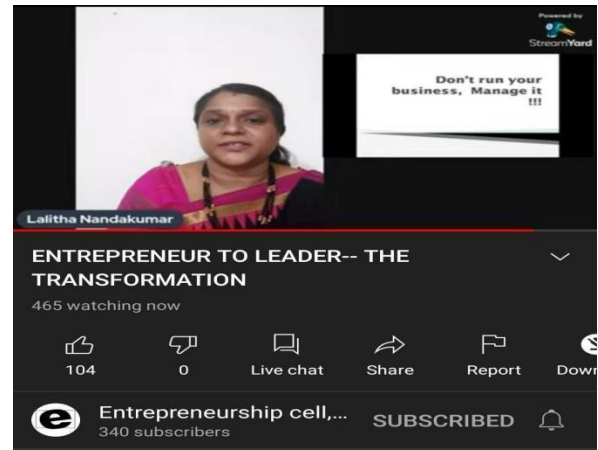 Powered by
StreamYard
Don't run your
business, Manage it
!!!
Lalitha Nandakumar
ENTREPRENEUR TO LEADER-- THE
TRANSFORMATION
465 watching now
104
0
Live chat
Share
Report
Down
e
Entrepreneurship cell,...
SUBSCRIBED
340 subscribers